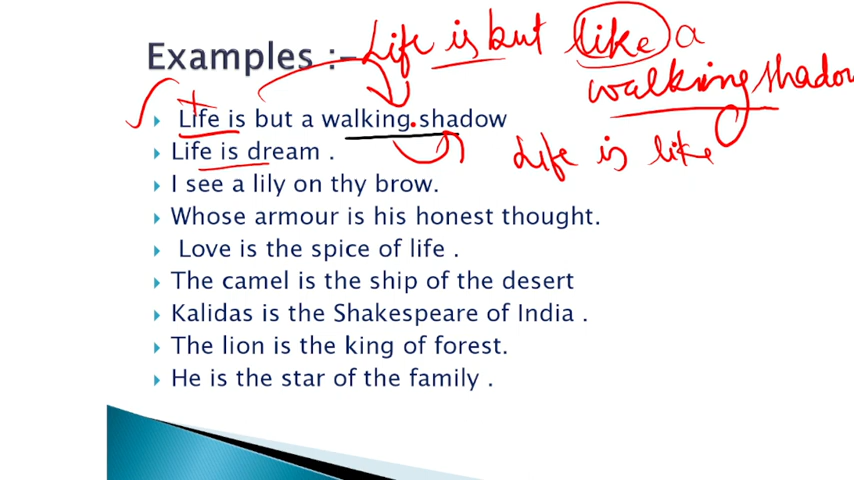 Examples :- Life is but like a
walking shadow
Life is but a walking shadow
Life is dream .
Life is like
I see a lily on thy brow.
Whose armour is his honest thought.
Love is the spice of life .
The camel is the ship of the desert
Kalidas is the Shakespeare of India .
The lion is the king of forest.
He is the star of the family .